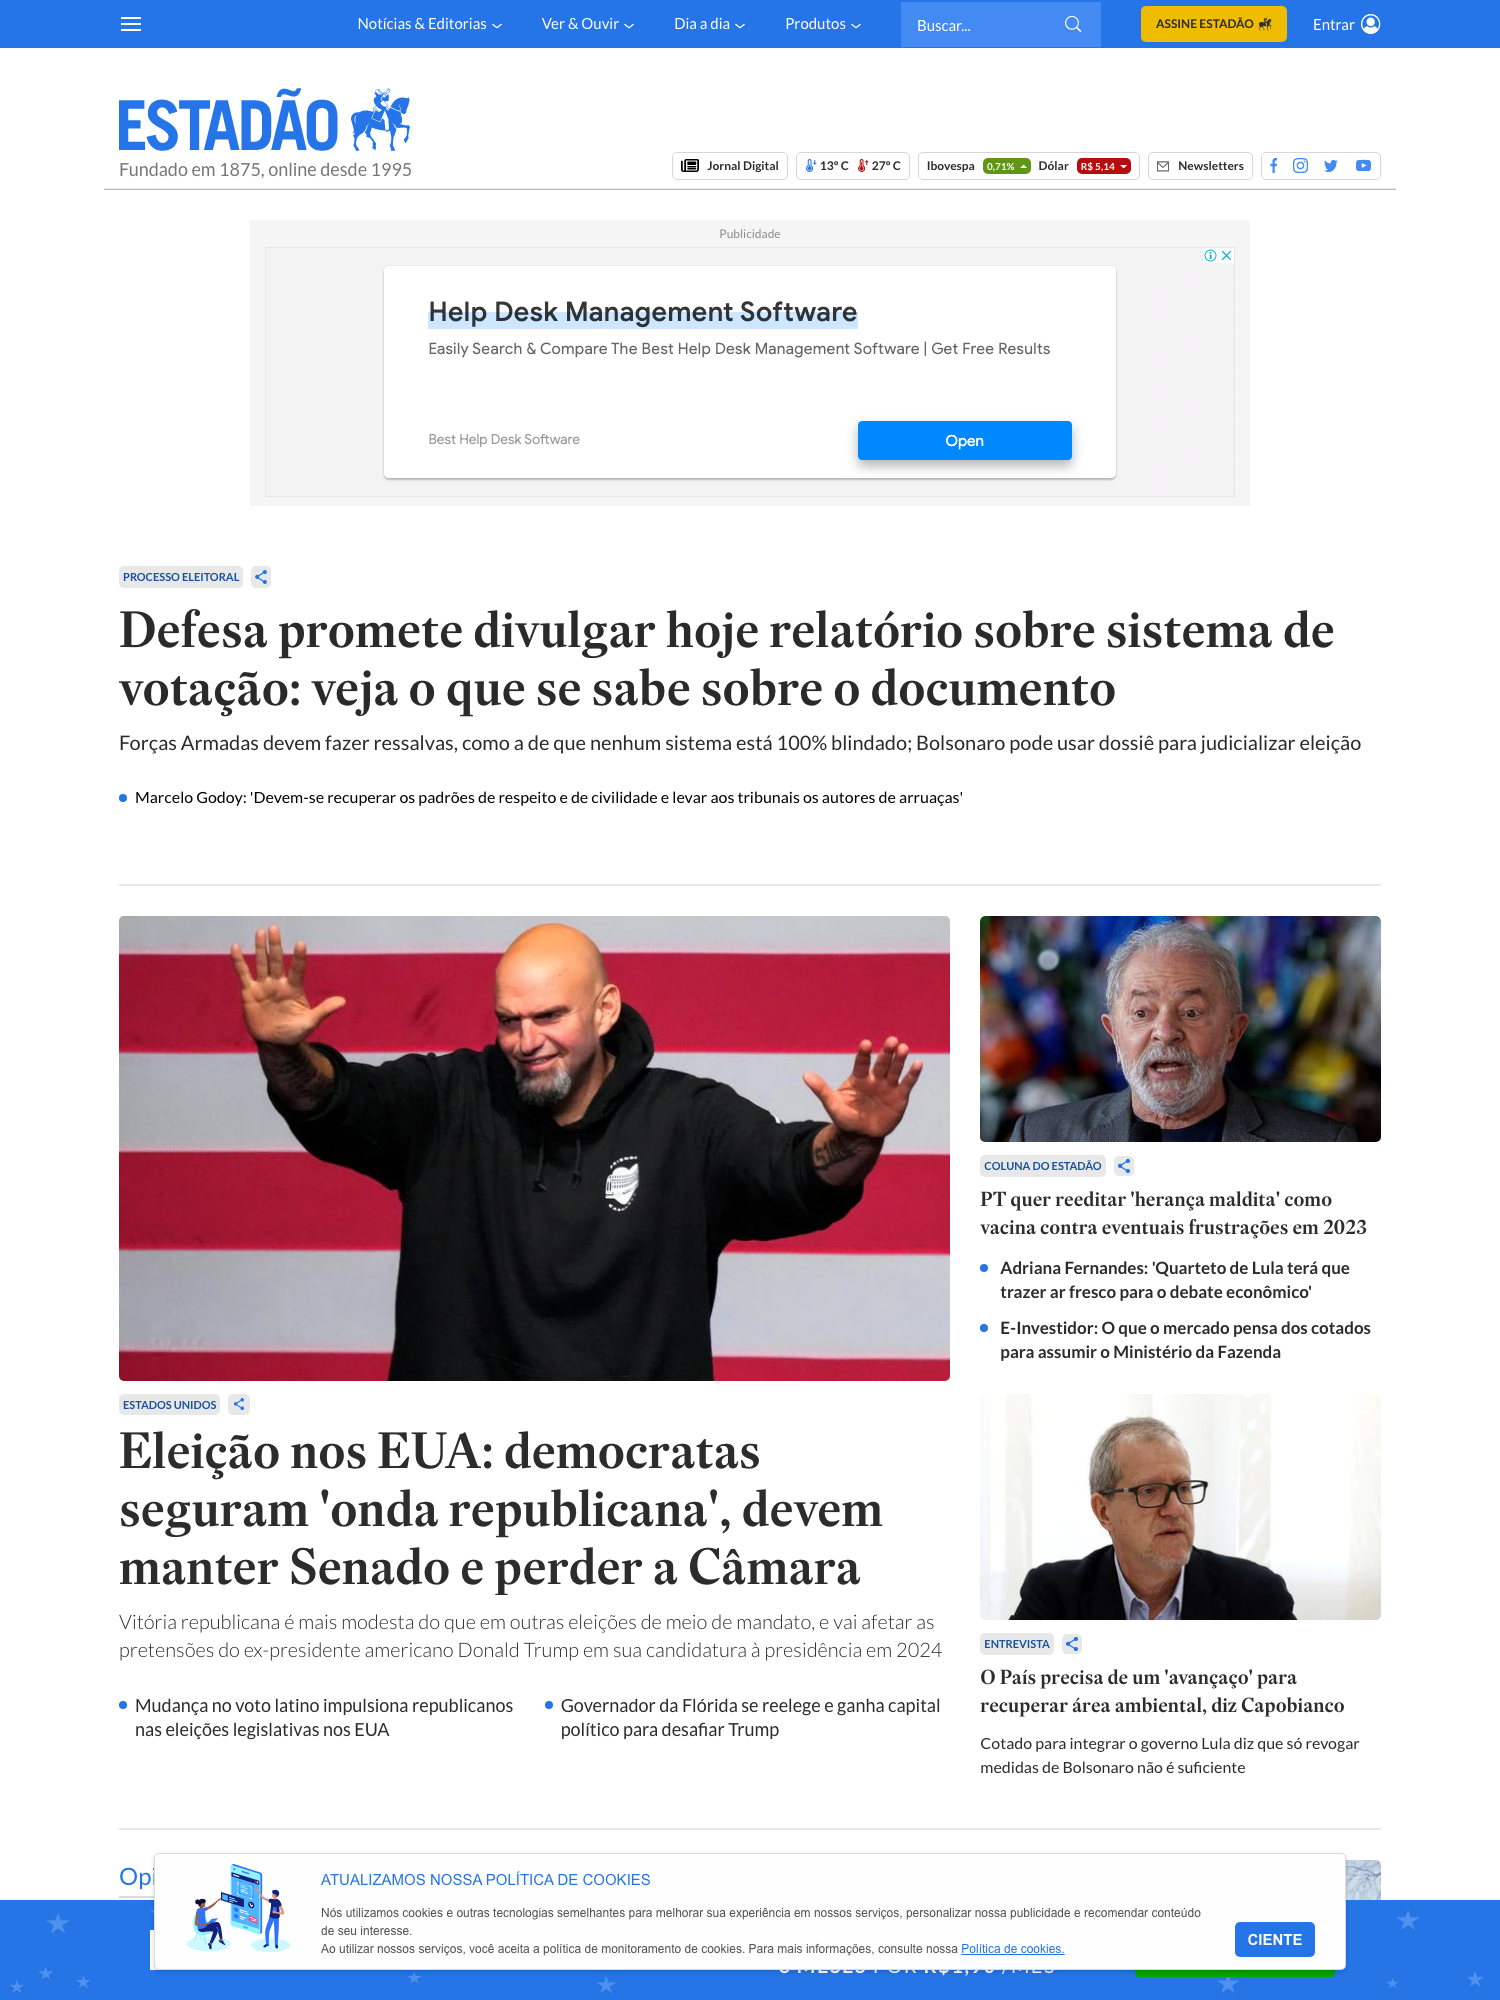 Notícias & Editorias
Ver & Ouvir
Dia a dia
Produtos
Buscar...
ASSINE ESTADÃO
Entrar
ESTADÃO
Fundado em 1875, online desde 1995
Jornal Digital
13° C 27° C
Ibovespa 0,71% Dólar R$ 5,14
Newsletters
Publicidade
Help Desk Management Software
Easily Search & Compare The Best Help Desk Management Software | Get Free Results
Best Help Desk Software
Open
PROCESSO ELEITORAL
Defesa promete divulgar hoje relatório sobre sistema de
votação: veja o que se sabe sobre o documento
Forças Armadas devem fazer ressalvas, como a de que nenhum sistema está 100% blindado; Bolsonaro pode usar dossiê para judicializar eleição
Marcelo Godoy: 'Devem-se recuperar os padrões de respeito e de civilidade e levar aos tribunais os autores de arruaças'
ESTADOS UNIDOS
Eleição nos EUA: democratas
seguram 'onda republicana', devem
manter Senado e perder a Câmara
Vitória republicana é mais modesta do que em outras eleições de meio de mandato, e vai afetar as
pretensões do ex-presidente americano Donald Trump em sua candidatura à presidência em 2024
Mudança no voto latino impulsiona republicanos
nas eleições legislativas nos EUA
Governador da Flórida se reelege e ganha capital
político para desafiar Trump
COLUNA DO ESTADÃO
PT quer reeditar 'herança maldita' como
vacina contra eventuais frustrações em 2023
Adriana Fernandes: 'Quarteto de Lula terá que
trazer ar fresco para o debate econômico'
E-Investidor: O que o mercado pensa dos cotados
para assumir o Ministério da Fazenda
ENTREVISTA
O País precisa de um 'avançaço' para
recuperar área ambiental, diz Capobianco
Cotado para integrar o governo Lula diz que só revogar
medidas de Bolsonaro não é suficiente
ATUALIZAMOS NOSSA POLÍTICA DE COOKIES
Nós utilizamos cookies e outras tecnologias semelhantes para melhorar sua experiência em nossos serviços, personalizar nossa publicidade e recomendar conteúdo
de seu interesse.
Ao utilizar nossos serviços, você aceita a política de monitoramento de cookies. Para mais informações, consulte nossa Política de cookies.
CIENTE